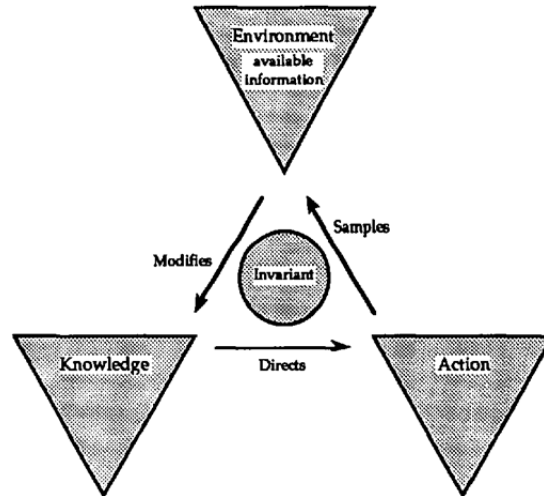 Environment
available
information
Samples
Modifies
Invariant
Knowledge
Directs
Action